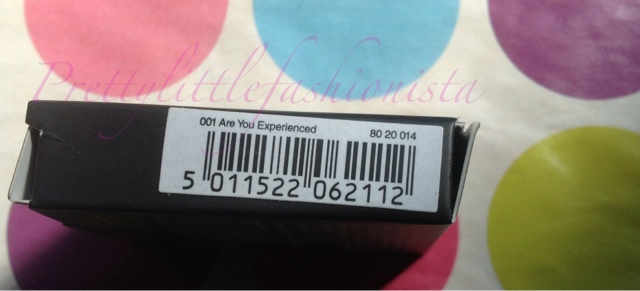 Prettylittlefashionista
001 Are You Experienced 80 20 014
5 011522 062112